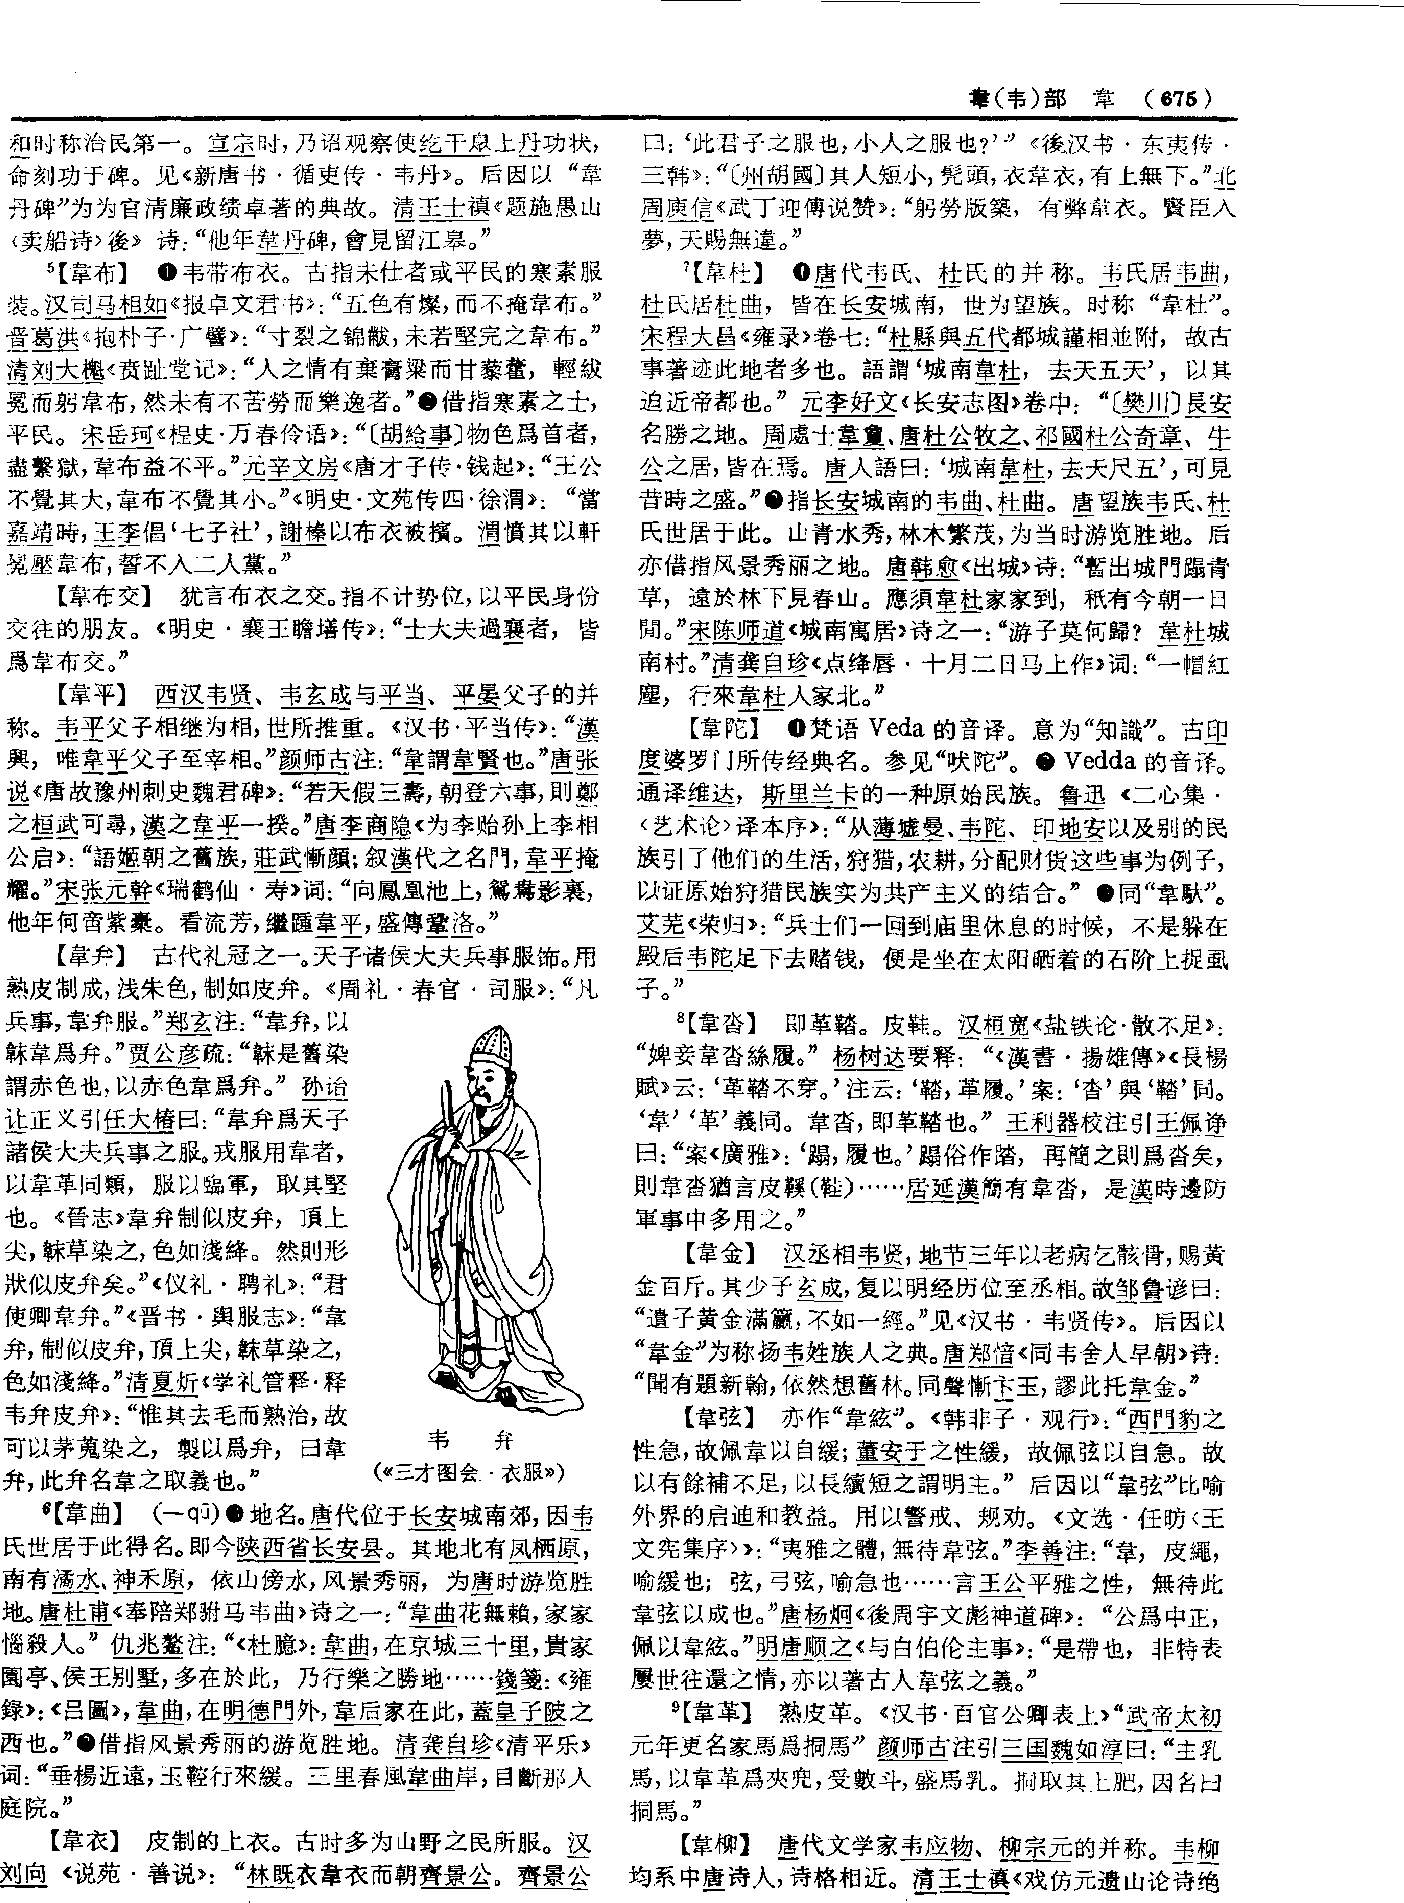 韋(韦)部　韋　(675)
和时称治民第一。宣宗时,乃诏观察使纥干臮上丹功状,
命刻功于碑。见《新唐书·循吏传·韦丹》。后因以“韋
丹碑”为为官清廉政绩卓著的典故。清王士禛《题施愚山
〈卖船诗〉後》诗:“他年韋丹碑,會見留江皋。”
5【韋布】　❶韦带布衣。古指未仕者或平民的寒素服
装。汉司马相如《报卓文君书》:“五色有燦,而不掩韋布。”
晋葛洪《抱朴子·广譬》:“寸裂之锦黻,未若堅完之韋布。”
清刘大櫆《贲趾堂记》:“人之情有棄膏粱而甘藜藿,輕紱
冕而躬韋布,然未有不苦勞而樂逸者。”❷借指寒素之士,
平民。宋岳珂《桯史·万春伶语》:“〔胡給事〕物色爲首者,
盡繫獄,韋布益不平。”元辛文房《唐才子传·钱起》:“王公
不覺其大,韋布不覺其小。”《明史·文苑传四·徐渭》:“當
嘉靖時,王李倡‘七子社’,謝榛以布衣被擯。渭憤其以軒
冕壓韋布,誓不入二人黨。”
【韋布交】　犹言布衣之交。指不计势位,以平民身份
交往的朋友。《明史·襄王瞻墡传》:“士大夫過襄者,皆
爲韋布交。”
【韋平】　西汉韦贤、韦玄成与平当、平晏父子的并
称。韦平父子相继为相,世所推重。《汉书·平当传》:“漢
興,唯韋平父子至宰相。”颜师古注:“韋謂韋賢也。”唐张
说《唐故豫州刺史魏君碑》:“若天假三壽,朝登六事,則鄭
之桓武可尋,漢之韋平一揆。”唐李商隐《为李贻孙上李相
公启》:“語姬朝之舊族,莊武慚顔;叙漢代之名門,韋平掩
耀。”宋张元幹《瑞鹤仙·寿》词:“向鳳凰池上,鴛鴦影裏,
他年何啻紫橐。看流芳,繼踵韋平,盛傳鞏洛。”
【韋弁】　古代礼冠之一。天子诸侯大夫兵事服饰。用
熟皮制成,浅朱色,制如皮弁。《周礼·春官·司服》:“凡
兵事,韋弁服。”郑玄注:“韋弁,以
韎韋爲弁。”贾公彦疏:“韎是舊染
謂赤色也,以赤色韋爲弁。”孙诒
让正义引任大椿曰:“韋弁爲天子
諸侯大夫兵事之服。戎服用韋者,
以韋革同類,服以臨軍,取其堅
也。《晉志》韋弁制似皮弁,頂上
尖,韎草染之,色如淺絳。然則形
狀似皮弁矣。”《仪礼·聘礼》:“君
使卿韋弁。”《晋书·舆服志》:“韋
弁,制似皮弁,頂上尖,韎草染之,
色如淺絳。”清夏炘《学礼管释·释
韦弁皮弁》:“惟其去毛而熟治,故
可以茅蒐染之,製以爲弁,曰韋
弁,此弁名韋之取義也。”
韦　弁
(《三才图会·衣服》)
6【韋曲】　(—qū)❶地名。唐代位于长安城南郊,因韦
氏世居于此得名。即今陕西省长安县。其地北有凤栖原,
南有潏水、神禾原,依山傍水,风景秀丽,为唐时游览胜
地。唐杜甫《奉陪郑驸马韦曲》诗之一:“韋曲花無賴,家家
惱殺人。”仇兆鳌注:“《杜臆》:韋曲,在京城三十里,貴家
園亭、侯王别墅,多在於此,乃行樂之勝地……錢箋:《雍
錄》:《吕圖》,韋曲,在明德門外,韋后家在此,蓋皇子陂之
西也。”❷借指风景秀丽的游览胜地。清龚自珍《清平乐》
词:“垂楊近遠,玉鞚行來緩。三里春風韋曲岸,目斷那人
庭院。”
【韋衣】　皮制的上衣。古时多为山野之民所服。汉
刘向《说苑·善说》:“林既衣韋衣而朝齊景公。齊景公
曰:‘此君子之服也,小人之服也?’”《後汉书·东夷传·
三韩》:“〔州胡國〕其人短小,髡頭,衣韋衣,有上無下。”北
周庾信《武丁迎傅说赞》:“躬勞版築,有弊韋衣。賢臣入
夢,天賜無違。”
7【韋杜】　❶唐代韦氏、杜氏的并称。韦氏居韦曲,
杜氏居杜曲,皆在长安城南,世为望族。时称“韋杜”。
宋程大昌《雍录》卷七:“杜縣與五代都城謹相並附,故古
事著迹此地者多也。語謂‘城南韋杜,去天五天’,以其
迫近帝都也。”元李好文《长安志图》卷中:“〔樊川〕長安
名勝之地。周處士韋敻、唐杜公牧之、祁國杜公奇章、牛
公之居,皆在焉。唐人語曰:‘城南韋杜,去天尺五’,可見
昔時之盛。”❷指长安城南的韦曲、杜曲。唐望族韦氏、杜
氏世居于此。山青水秀,林木繁茂,为当时游览胜地。后
亦借指风景秀丽之地。唐韩愈《出城》诗:“暫出城門蹋青
草,遠於林下見春山。應須韋杜家家到,秖有今朝一日
閒。”宋陈师道《城南寓居》诗之一:“游子莫何歸?韋杜城
南村。”清龚自珍《点绛唇·十月二日马上作》词:“一帽紅
塵,行來韋杜人家北。”
【韋陀】　❶梵语 Veda 的音译。意为“知識”。古印
度婆罗门所传经典名。参见“吠陀”。❷ Vedda 的音译。
通译维达,斯里兰卡的一种原始民族。鲁迅《二心集·
〈艺术论〉译本序》:“从薄墟曼、韦陀、印地安以及别的民
族引了他们的生活,狩猎,农耕,分配财货这些事为例子,
以证原始狩猎民族实为共产主义的结合。”❸同“韋馱”。
艾芜《荣归》:“兵士们一回到庙里休息的时候,不是躲在
殿后韦陀足下去赌钱,便是坐在太阳晒着的石阶上捉虱
子。”
8【韋沓】　即革鞜。皮鞋。汉桓宽《盐铁论·散不足》:
“婢妾韋沓絲履。”杨树达要释:“《漢書·揚雄傳》《長楊
賦》云:‘革鞜不穿。’注云:‘鞜,革履。’案:‘沓’與‘鞜’同。
‘韋’‘革’義同。韋沓,即革鞜也。”王利器校注引王佩诤
曰:“案《廣雅》:‘蹋,履也。’蹋俗作踏,再簡之則爲沓矣,
則韋沓猶言皮鞵(鞋)……居延漢簡有韋沓,是漢時邊防
軍事中多用之。”
【韋金】　汉丞相韦贤,地节三年以老病乞骸骨,赐黄
金百斤。其少子玄成,复以明经历位至丞相。故邹鲁谚曰:
“遺子黄金滿籯,不如一經。”见《汉书·韦贤传》。后因以
“韋金”为称扬韦姓族人之典。唐郑愔《同韦舍人早朝》诗:
“聞有題新翰,依然想舊林。同聲慚卞玉,謬此托韋金。”
【韋弦】　亦作“韋絃”。《韩非子·观行》:“西門豹之
性急,故佩韋以自緩;董安于之性緩,故佩弦以自急。故
以有餘補不足,以長續短之謂明主。”后因以“韋弦”比喻
外界的启迪和教益。用以警戒、规劝。《文选·任昉〈王
文宪集序〉》:“夷雅之體,無待韋弦。”李善注:“韋,皮繩,
喻緩也;弦,弓弦,喻急也……言王公平雅之性,無待此
韋弦以成也。”唐杨炯《後周宇文彪神道碑》:“公爲中正,
佩以韋絃。”明唐顺之《与白伯伦主事》:“是帶也,非特表
屢世往還之情,亦以著古人韋弦之義。”
9【韋革】　熟皮革。《汉书·百官公卿表上》“武帝太初
元年更名家馬爲挏馬”颜师古注引三国魏如淳曰:“主乳
馬,以韋革爲夾兜,受數斗,盛馬乳。挏取其上肥,因名曰
挏馬。”
【韋柳】　唐代文学家韦应物、柳宗元的并称。韦柳
均系中唐诗人,诗格相近。清王士禛《戏仿元遗山论诗绝